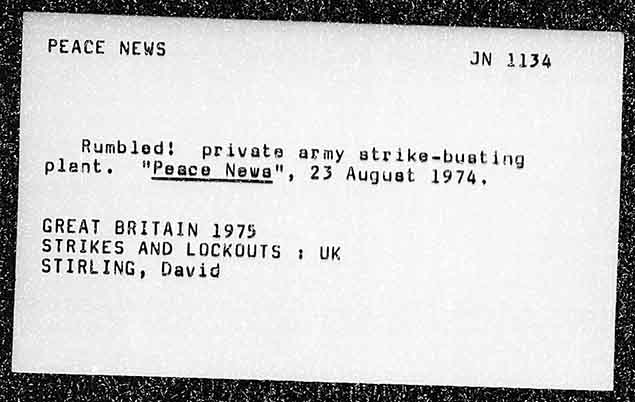 PEACE NEWS
JN 1134
Rumbled! private army strike-busting
plant. "Peace News", 23 August 1974.
GREAT BRITAIN 1975
STRIKES AND LOCKOUTS : UK
STIRLING, David